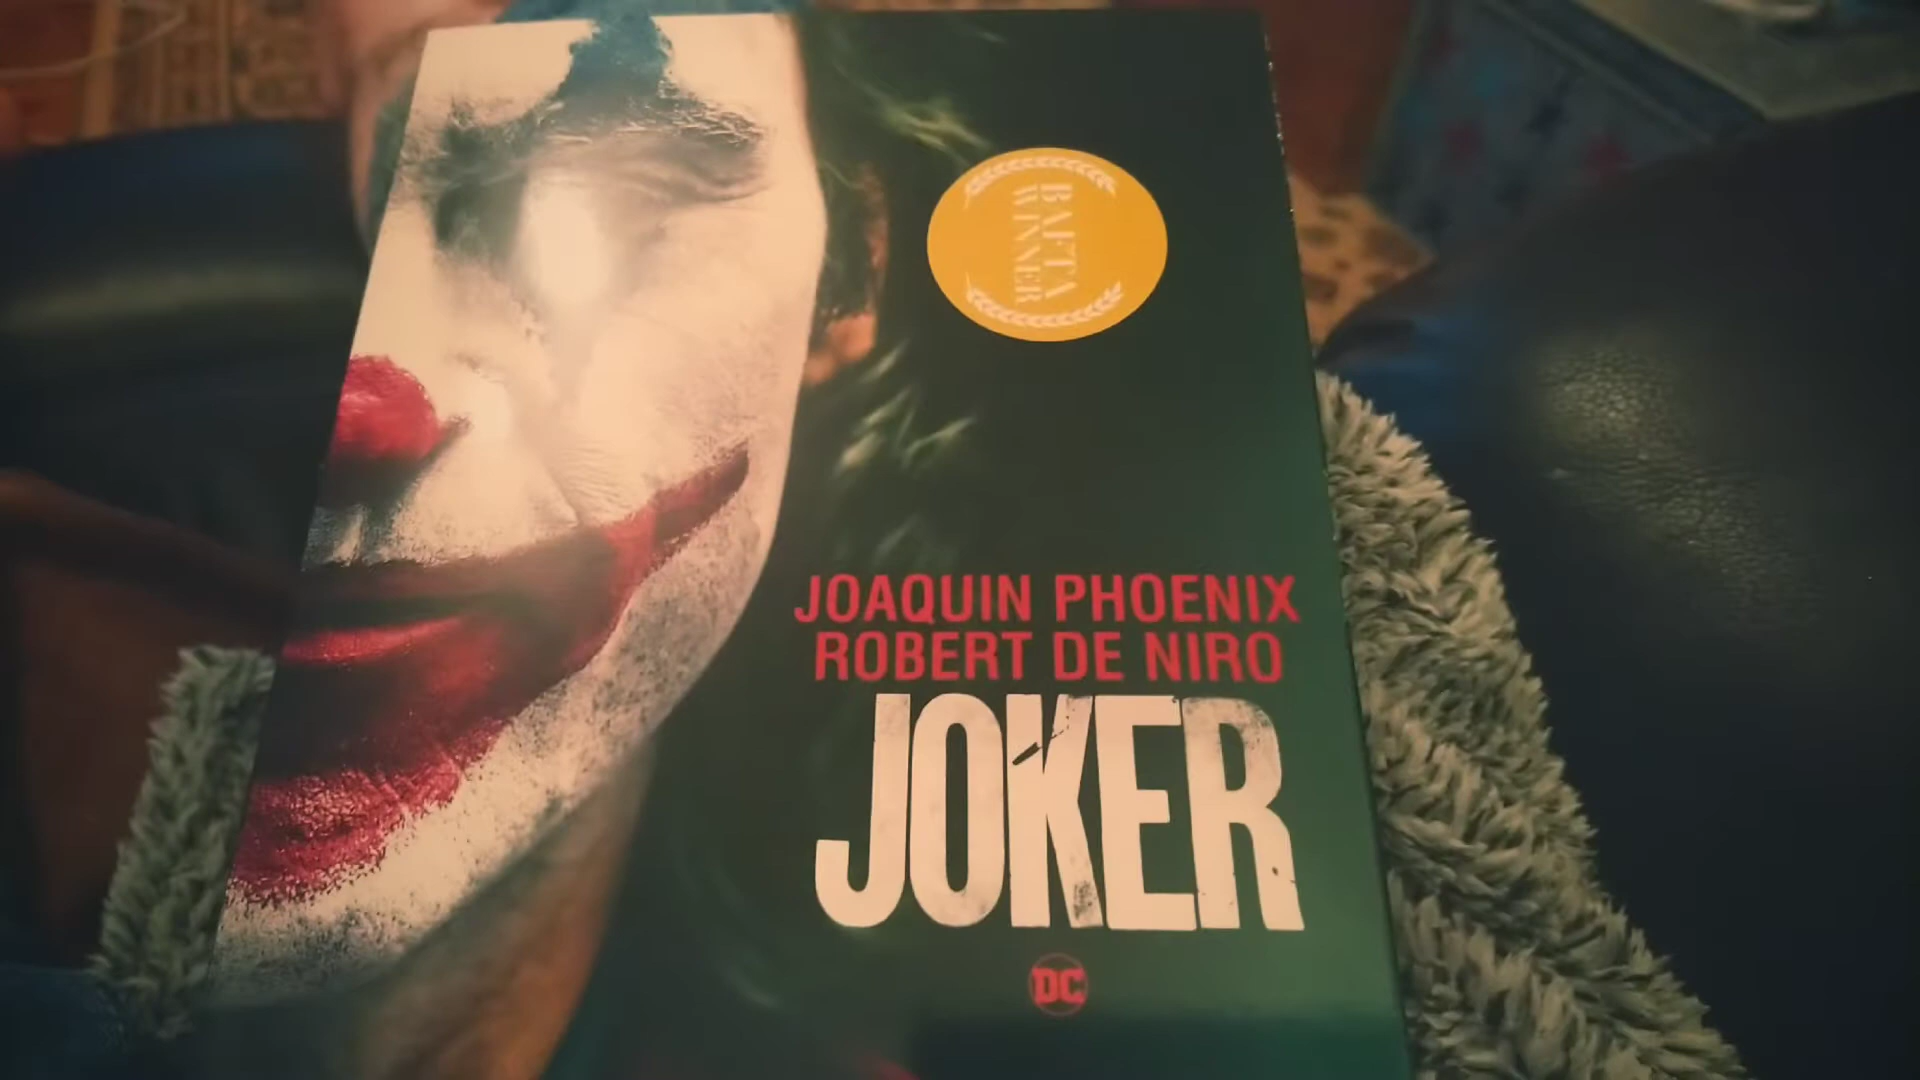 BAFTA
WINNER
JOAQUIN PHOENIX
ROBERT DE NIRO
JOKER
DC